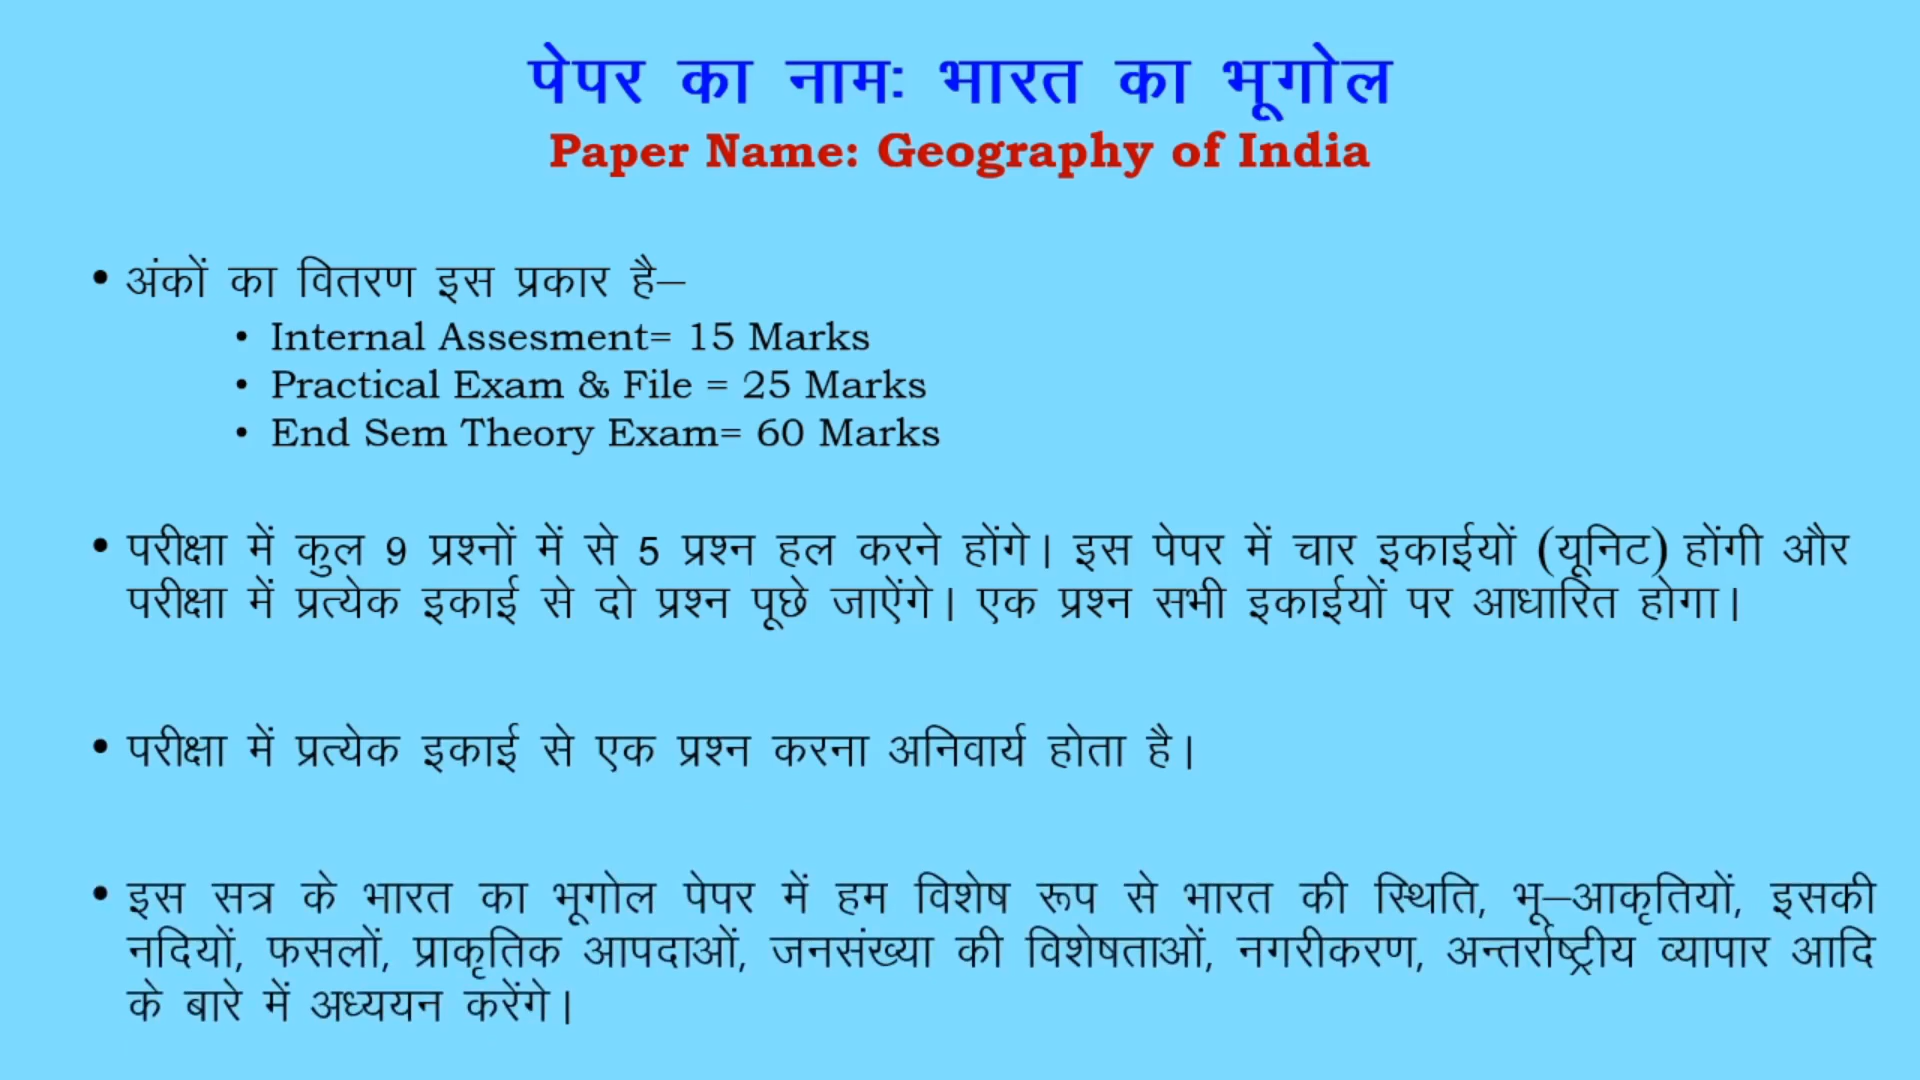 पेपर का नामः भारत का भूगोल
Paper Name: Geography of India
• अंकों का वितरण इस प्रकार है–
• Internal Assesment= 15 Marks
• Practical Exam & File = 25 Marks
• End Sem Theory Exam= 60 Marks
• परीक्षा में कुल 9 प्रश्नों में से 5 प्रश्न हल करने होंगे। इस पेपर में चार इकाईयों (यूनिट) होंगी और
परीक्षा में प्रत्येक इकाई से दो प्रश्न पूछे जाऐंगे। एक प्रश्न सभी इकाईयों पर आधारित होगा।
• परीक्षा में प्रत्येक इकाई से एक प्रश्न करना अनिवार्य होता है।
• इस सत्र के भारत का भूगोल पेपर में हम विशेष रूप से भारत की स्थिति, भू–आकृतियों, इसकी
नदियों, फसलों, प्राकृतिक आपदाओं, जनसंख्या की विशेषताओं, नगरीकरण, अन्तर्राष्ट्रीय व्यापार आदि
के बारे में अध्ययन करेंगे।